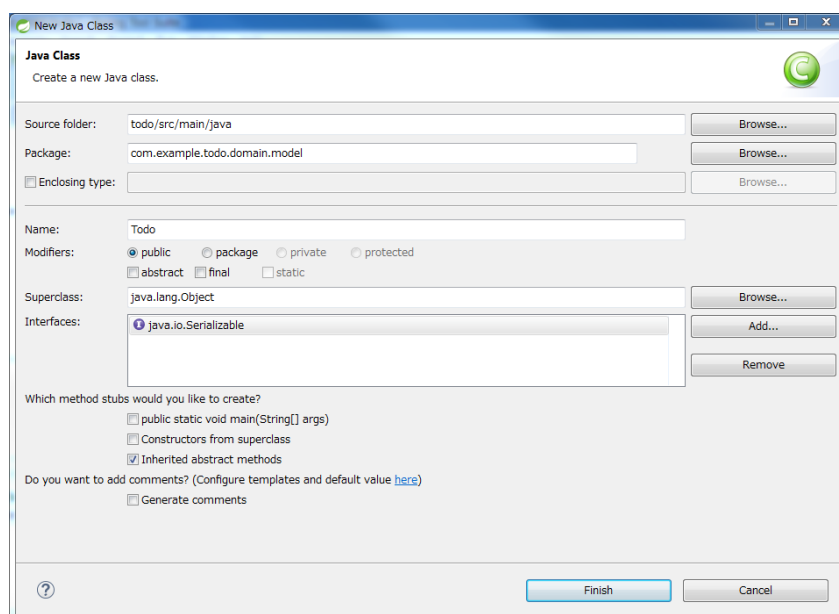 New Java Class
Java Class
Create a new Java class.
Source folder: todo/src/main/java Browse...
Package: com.example.todo.domain.model Browse...
Enclosing type: Browse...
Name: Todo
Modifiers: public package private protected
abstract final static
Superclass: java.lang.Object Browse...
Interfaces: java.io.Serializable Add...
Remove
Which method stubs would you like to create?
public static void main(String[] args)
Constructors from superclass
Inherited abstract methods
Do you want to add comments? (Configure templates and default value here)
Generate comments
Finish Cancel